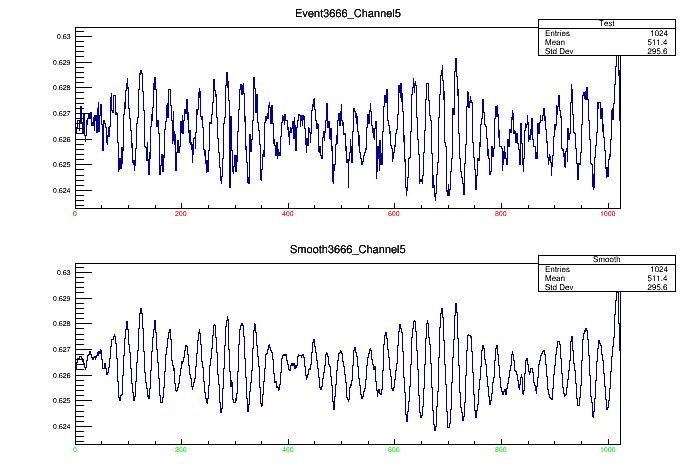 Event3666_Channel5
Test
Entries 1024
Mean 511.4
Std Dev 295.6
0.63
0.629
0.628
0.627
0.626
0.625
0.624
0 200 400 600 800 1000
Smooth3666_Channel5
Smooth
Entries 1024
Mean 511.4
Std Dev 295.6
0.63
0.629
0.628
0.627
0.626
0.625
0.624
0 200 400 600 800 1000